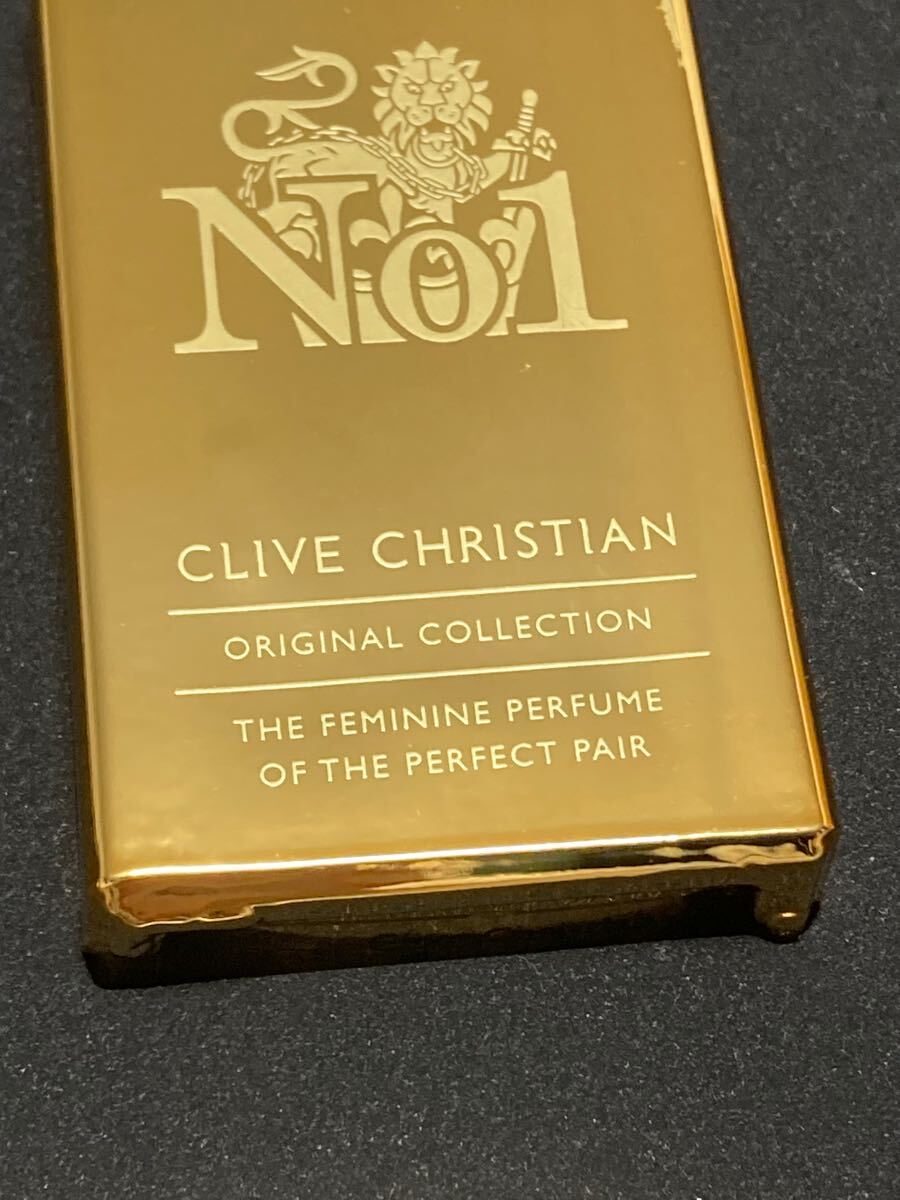 No1
CLIVE CHRISTIAN
ORIGINAL COLLECTION
THE FEMININE PERFUME
OF THE PERFECT PAIR